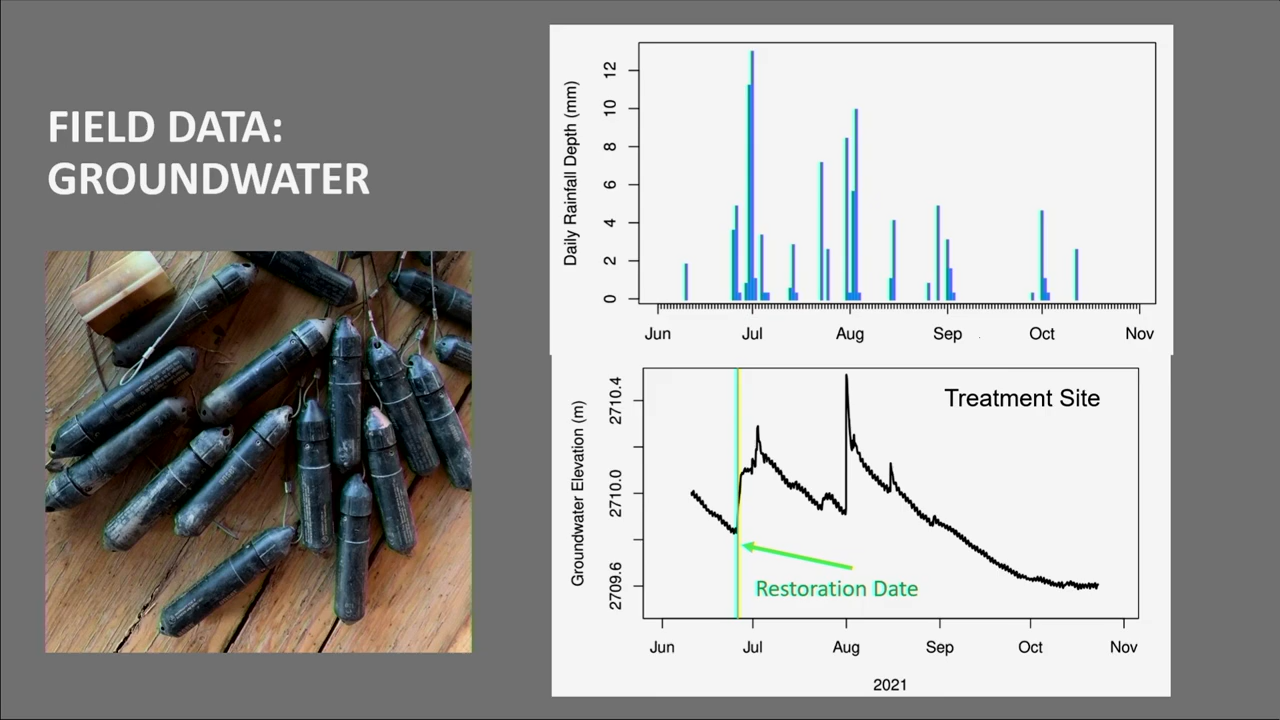 FIELD DATA:
GROUNDWATER
Daily Rainfall Depth (mm)
12
10
8
6
4
2
0
Jun Jul Aug Sep Oct Nov
Treatment Site
Groundwater Elevation (m)
2710.4
2710.0
2709.6
Restoration Date
Jun Jul Aug Sep Oct Nov
2021